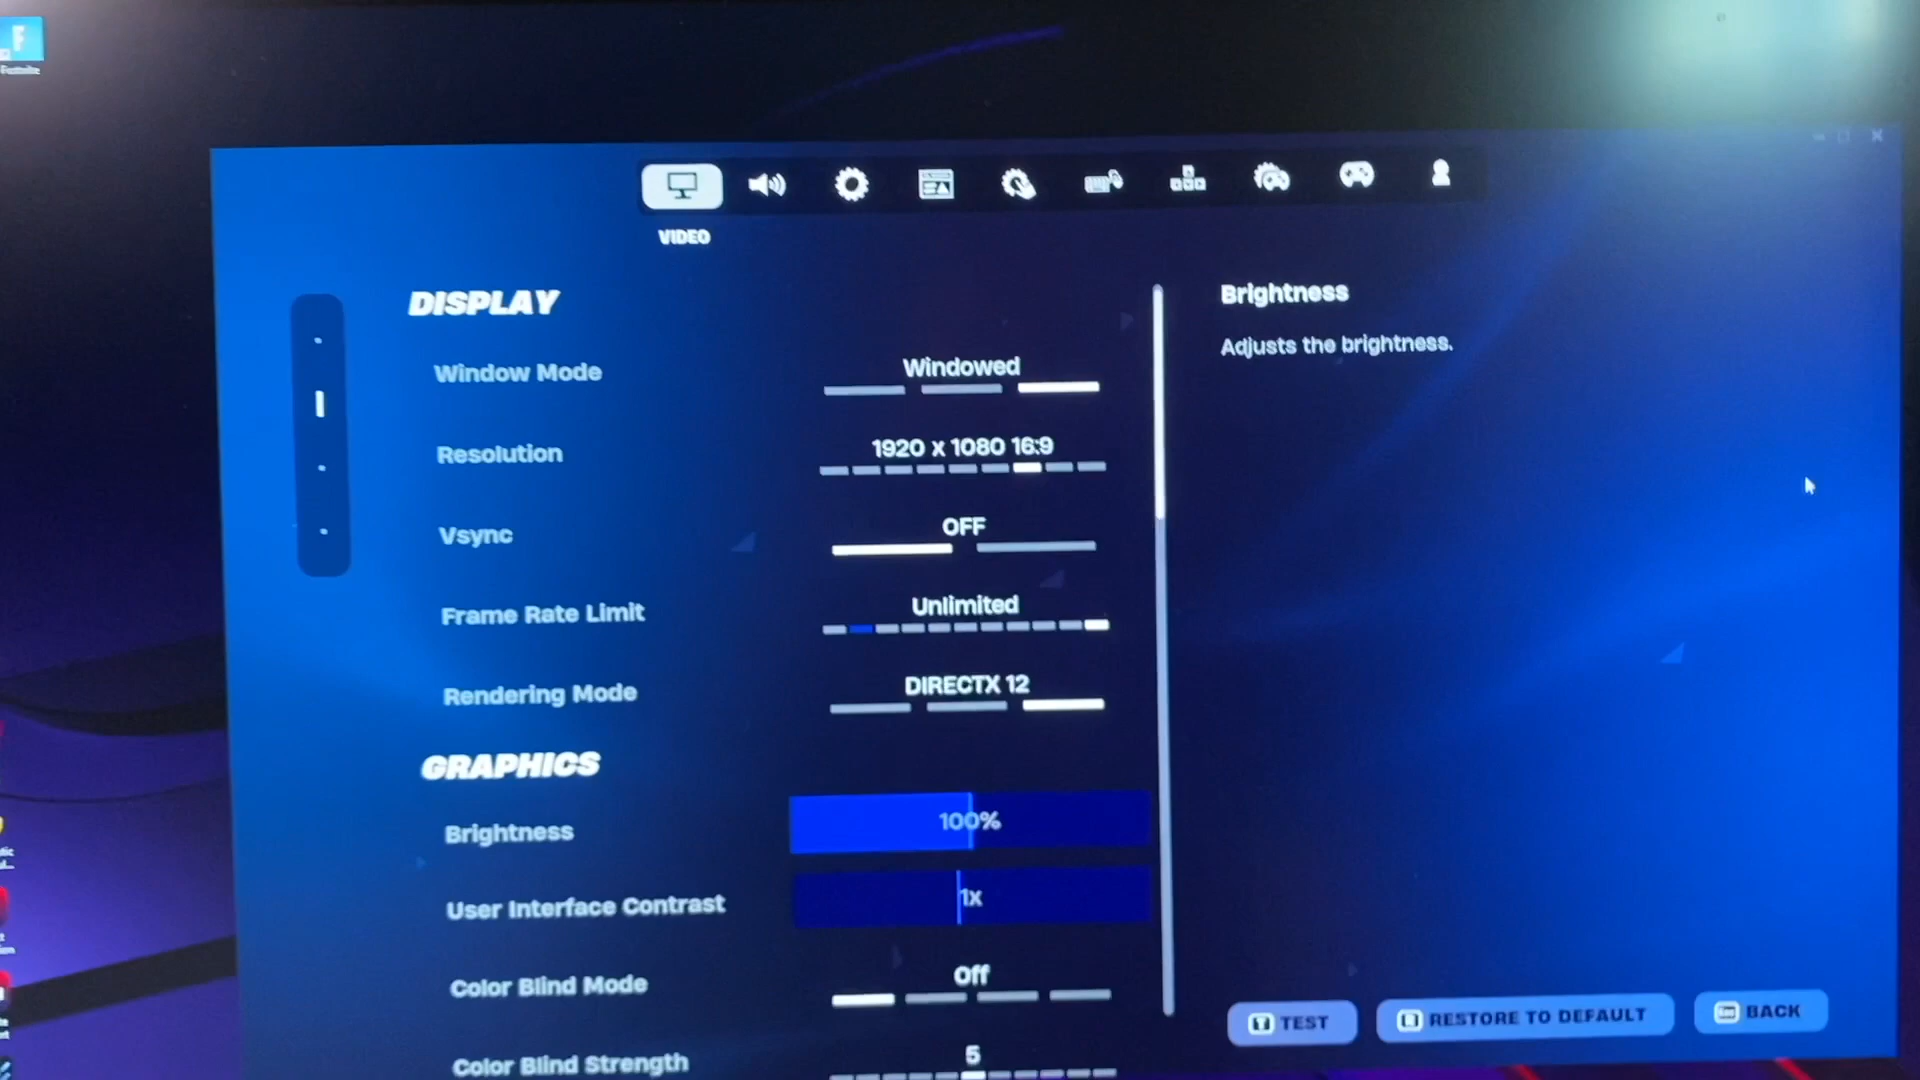 Fortnite
VIDEO
DISPLAY
Window Mode
Windowed
Resolution
1920 x 1080 16:9
Vsync
OFF
Frame Rate Limit
Unlimited
Rendering Mode
DIRECTX 12
GRAPHICS
Brightness
100%
User Interface Contrast
1x
Color Blind Mode
Off
Color Blind Strength
5
Brightness
Adjusts the brightness.
TEST
RESTORE TO DEFAULT
BACK